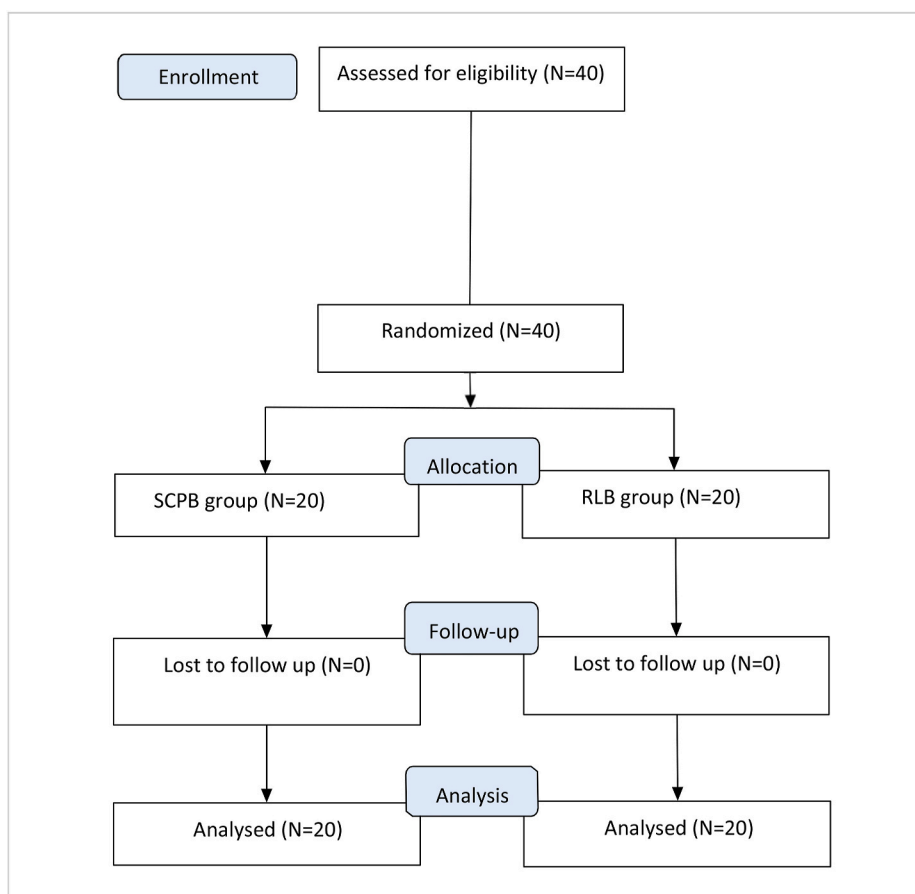 Enrollment
Assessed for eligibility (N=40)
Randomized (N=40)
Allocation
SCPB group (N=20)
RLB group (N=20)
Follow-up
Lost to follow up (N=0)
Lost to follow up (N=0)
Analysis
Analysed (N=20)
Analysed (N=20)